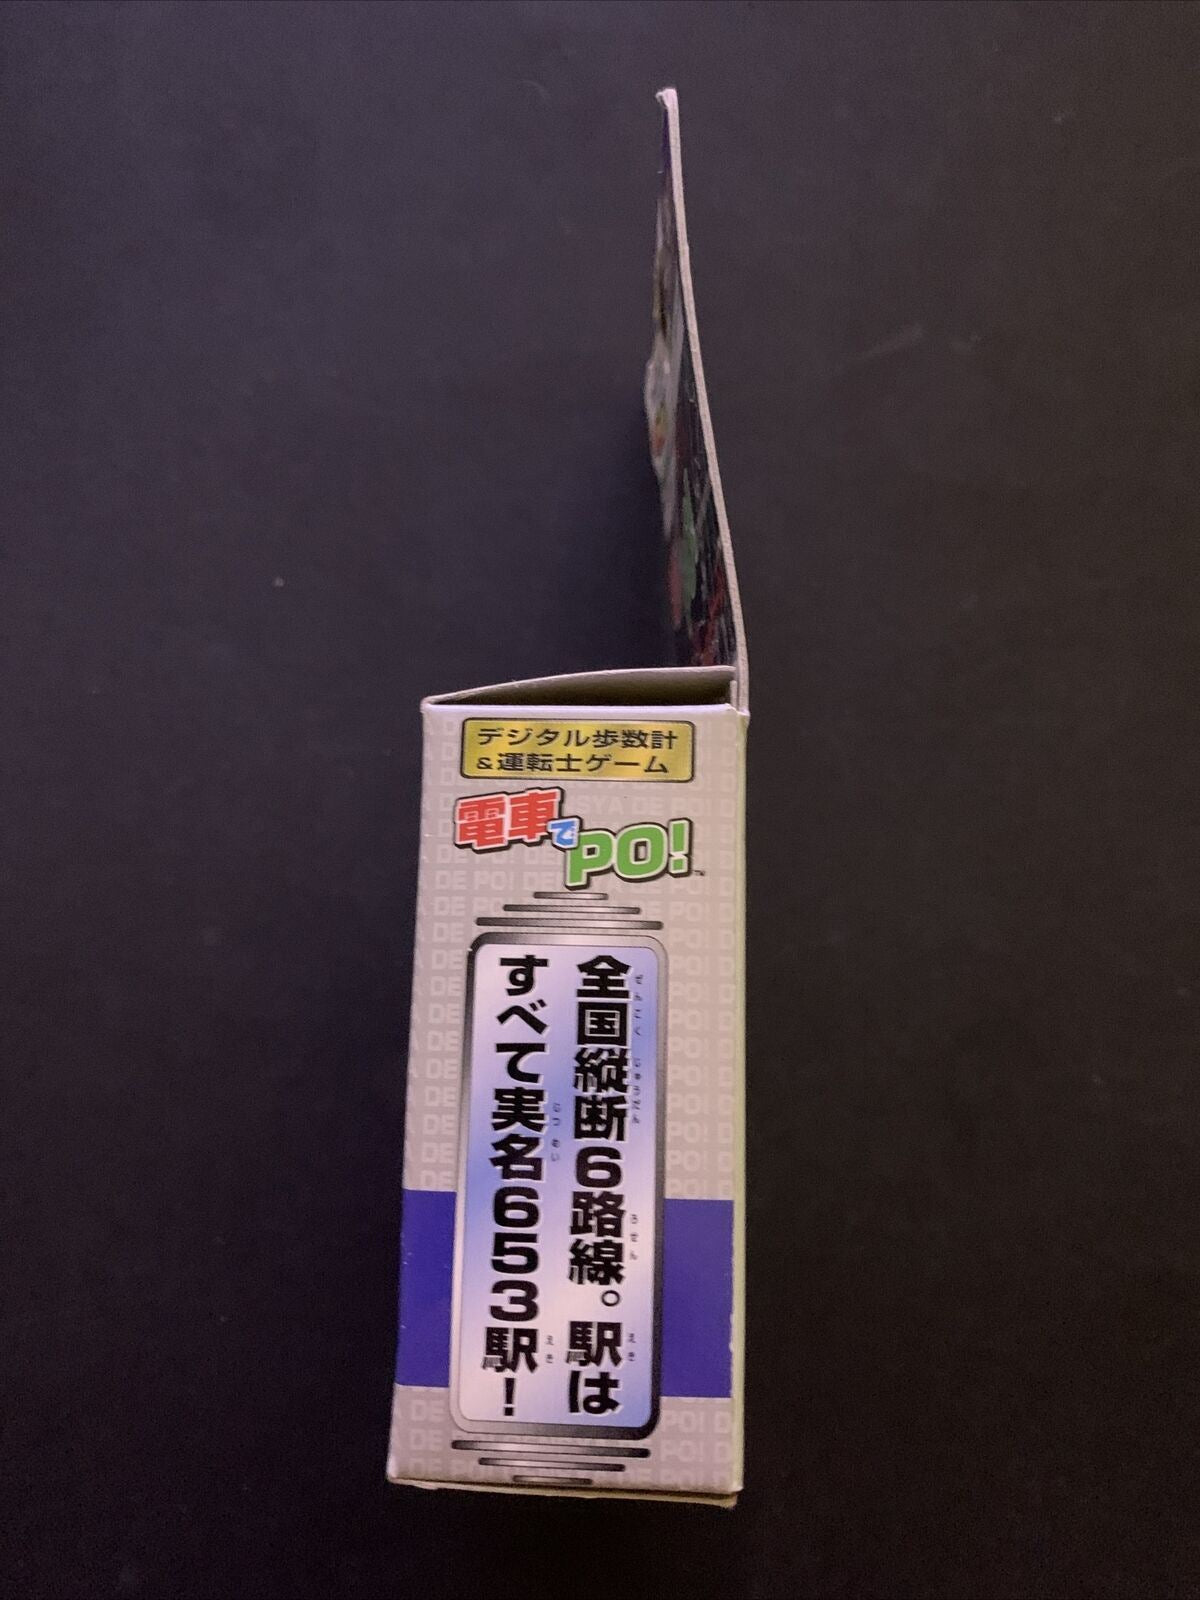 デジタル歩数計
&運転士ゲーム
電車でPO!™
全国縦断6路線。駅は
すべて実名653駅!